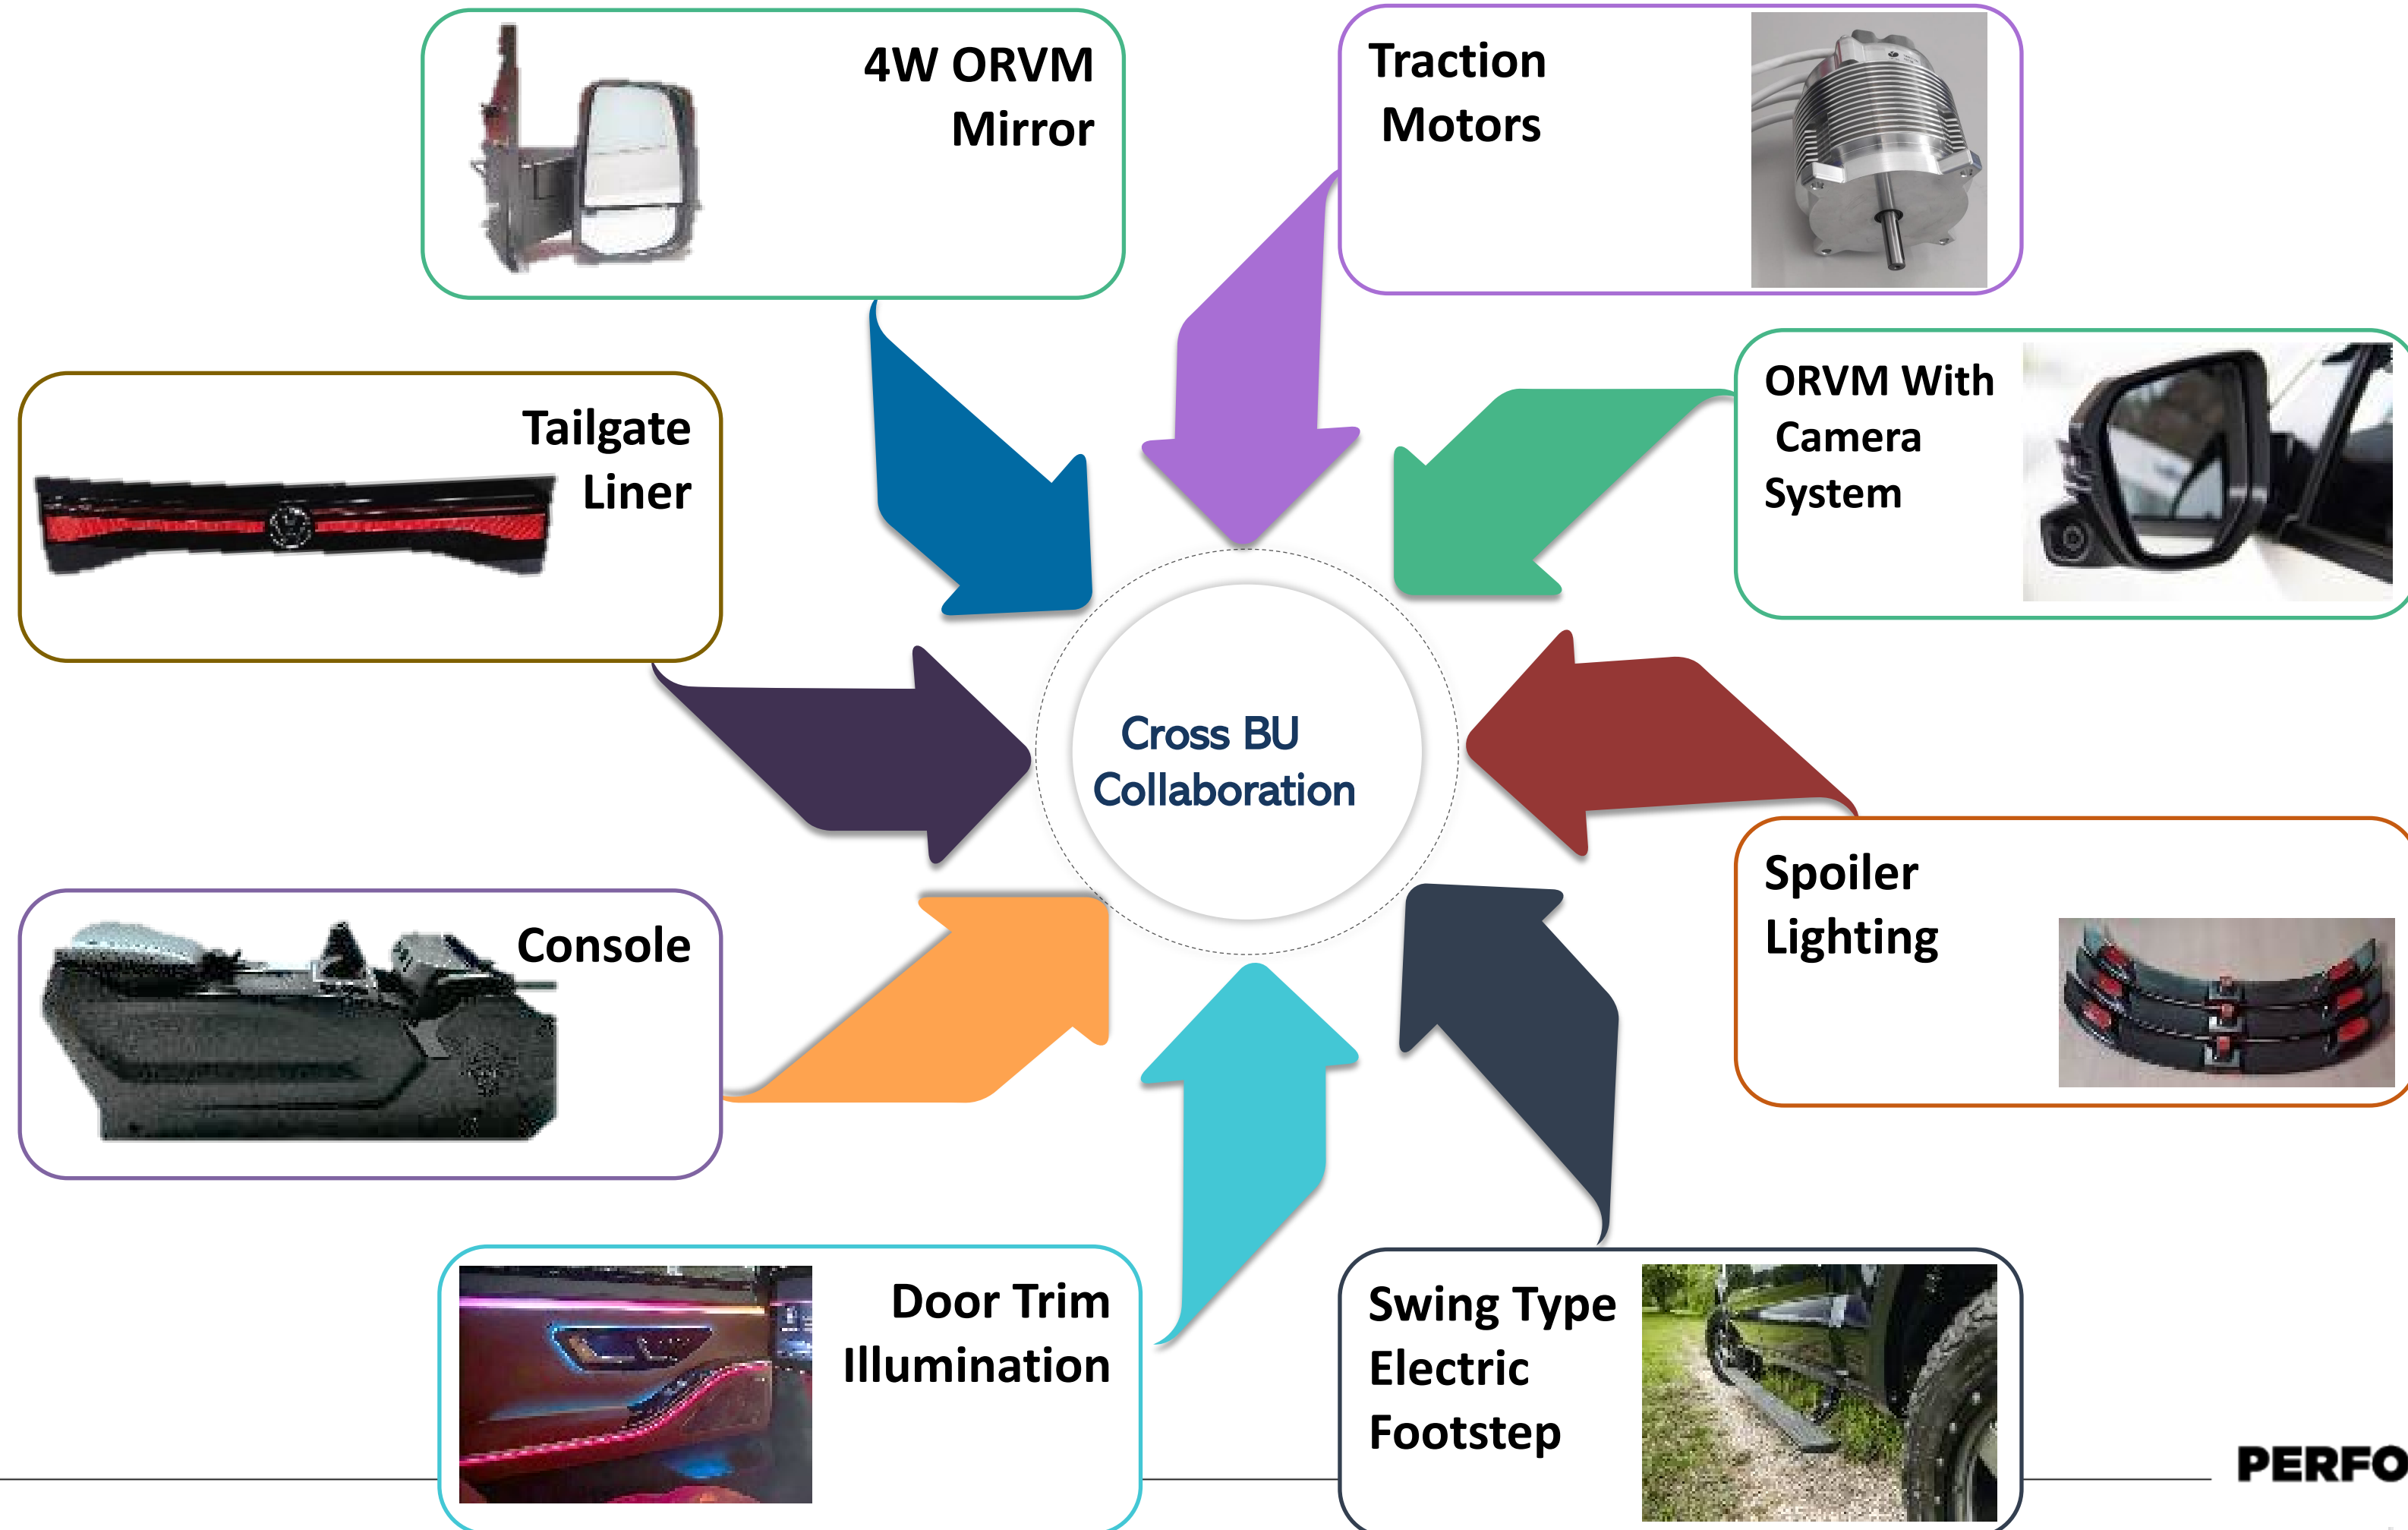 4W ORVM
Mirror
Traction
Motors
Tailgate
Liner
ORVM With
Camera
System
Cross BU
Collaboration
Console
Spoiler
Lighting
Door Trim
Illumination
Swing Type
Electric
Footstep
PERFO